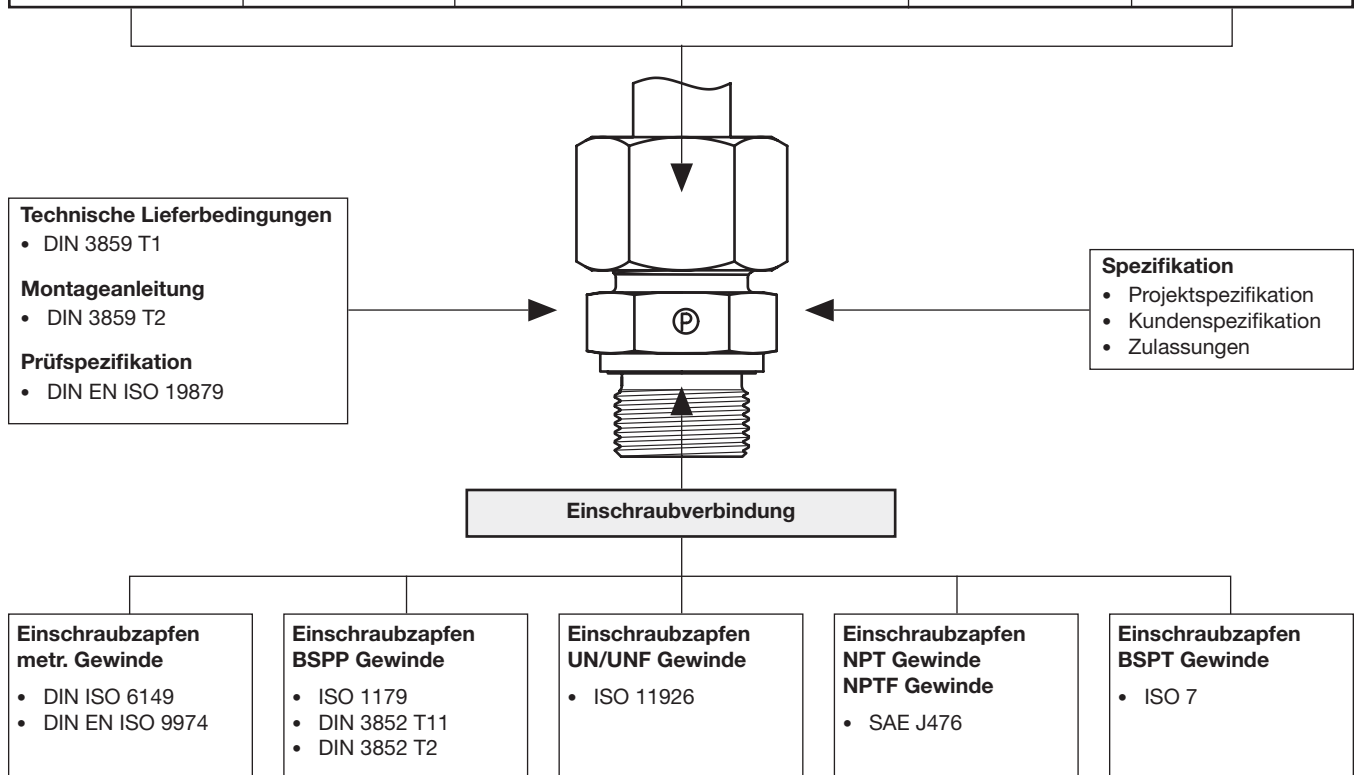 Technische Lieferbedingungen
• DIN 3859 T1
Montageanleitung
• DIN 3859 T2
Prüfspezifikation
• DIN EN ISO 19879
Spezifikation
• Projektspezifikation
• Kundenspezifikation
• Zulassungen
P
Einschraubverbindung
Einschraubzapfen
metr. Gewinde
• DIN ISO 6149
• DIN EN ISO 9974
Einschraubzapfen
BSPP Gewinde
• ISO 1179
• DIN 3852 T11
• DIN 3852 T2
Einschraubzapfen
UN/UNF Gewinde
• ISO 11926
Einschraubzapfen
NPT Gewinde
NPTF Gewinde
• SAE J476
Einschraubzapfen
BSPT Gewinde
• ISO 7